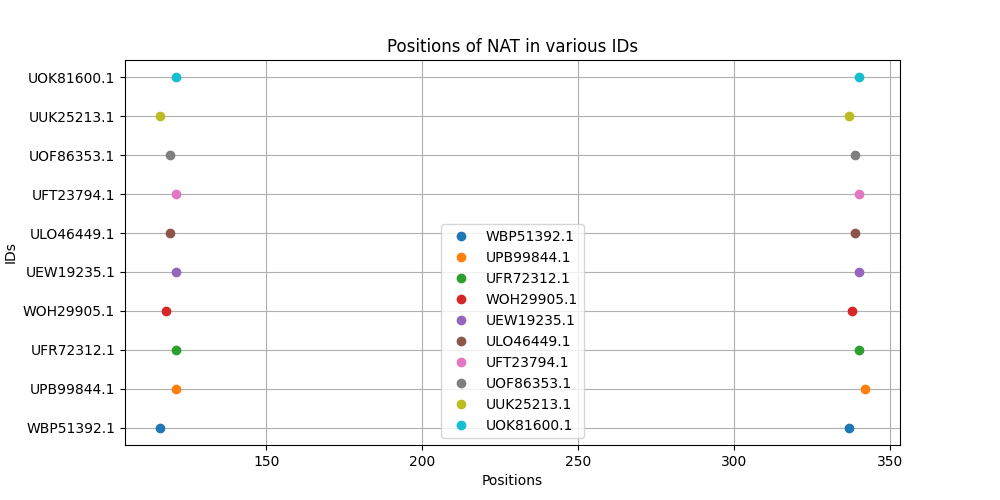 Positions of NAT in various IDs
IDs
UOK81600.1
UUK25213.1
UOF86353.1
UFT23794.1
ULO46449.1
UEW19235.1
WOH29905.1
UFR72312.1
UPB99844.1
WBP51392.1
WBP51392.1
UPB99844.1
UFR72312.1
WOH29905.1
UEW19235.1
ULO46449.1
UFT23794.1
UOF86353.1
UUK25213.1
UOK81600.1
150 200 250 300 350
Positions